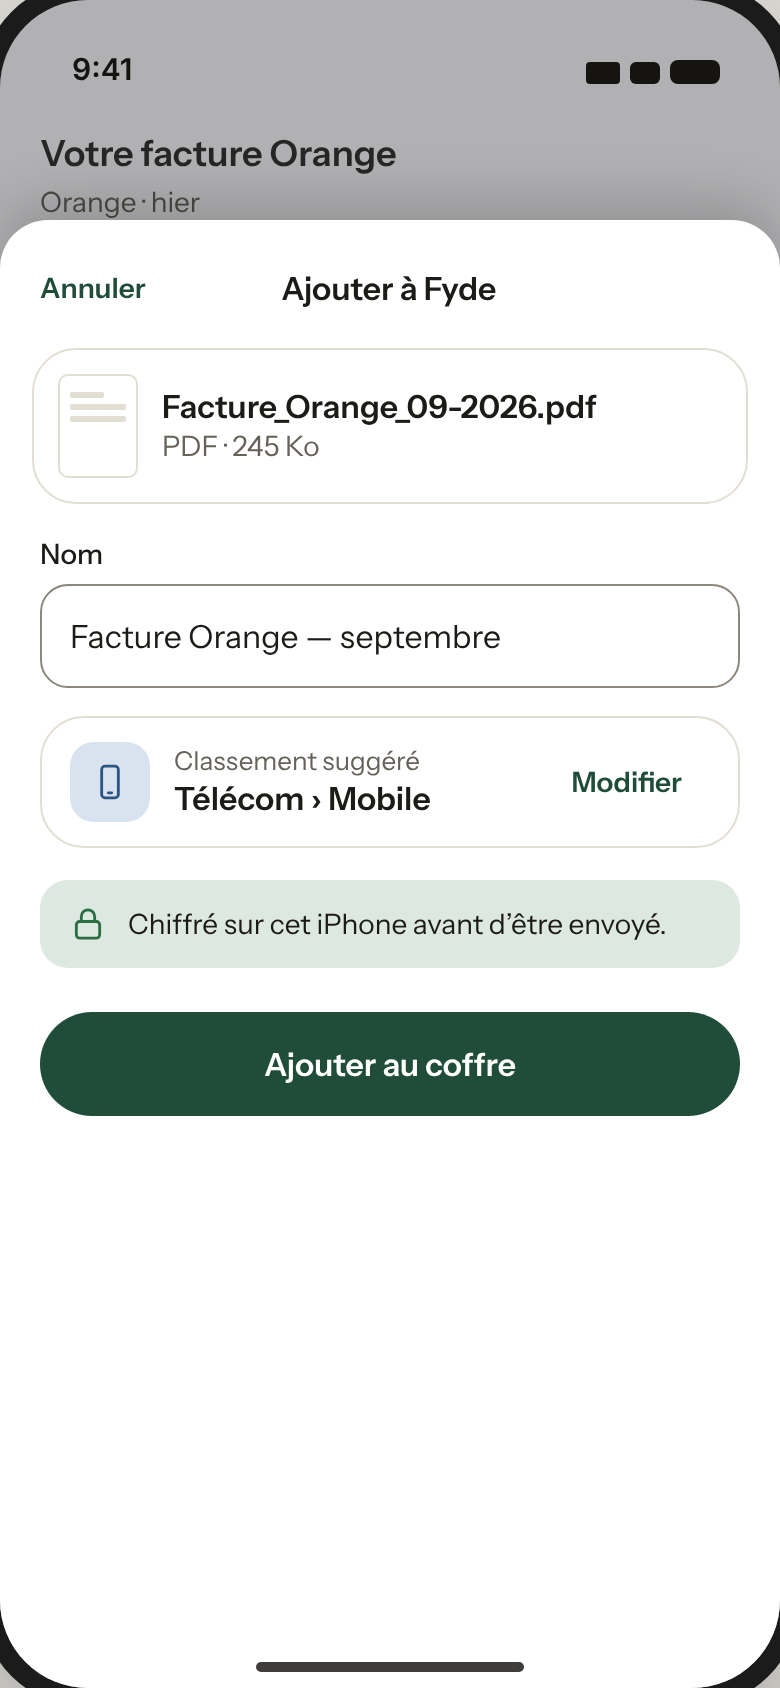 9:41
Votre facture Orange
Orange · hier
Annuler
Ajouter à Fyde
Facture_Orange_09-2026.pdf
PDF · 245 Ko
Nom
Facture Orange — septembre
Classement suggéré
Télécom › Mobile
Modifier
Chiffré sur cet iPhone avant d’être envoyé.
Ajouter au coffre